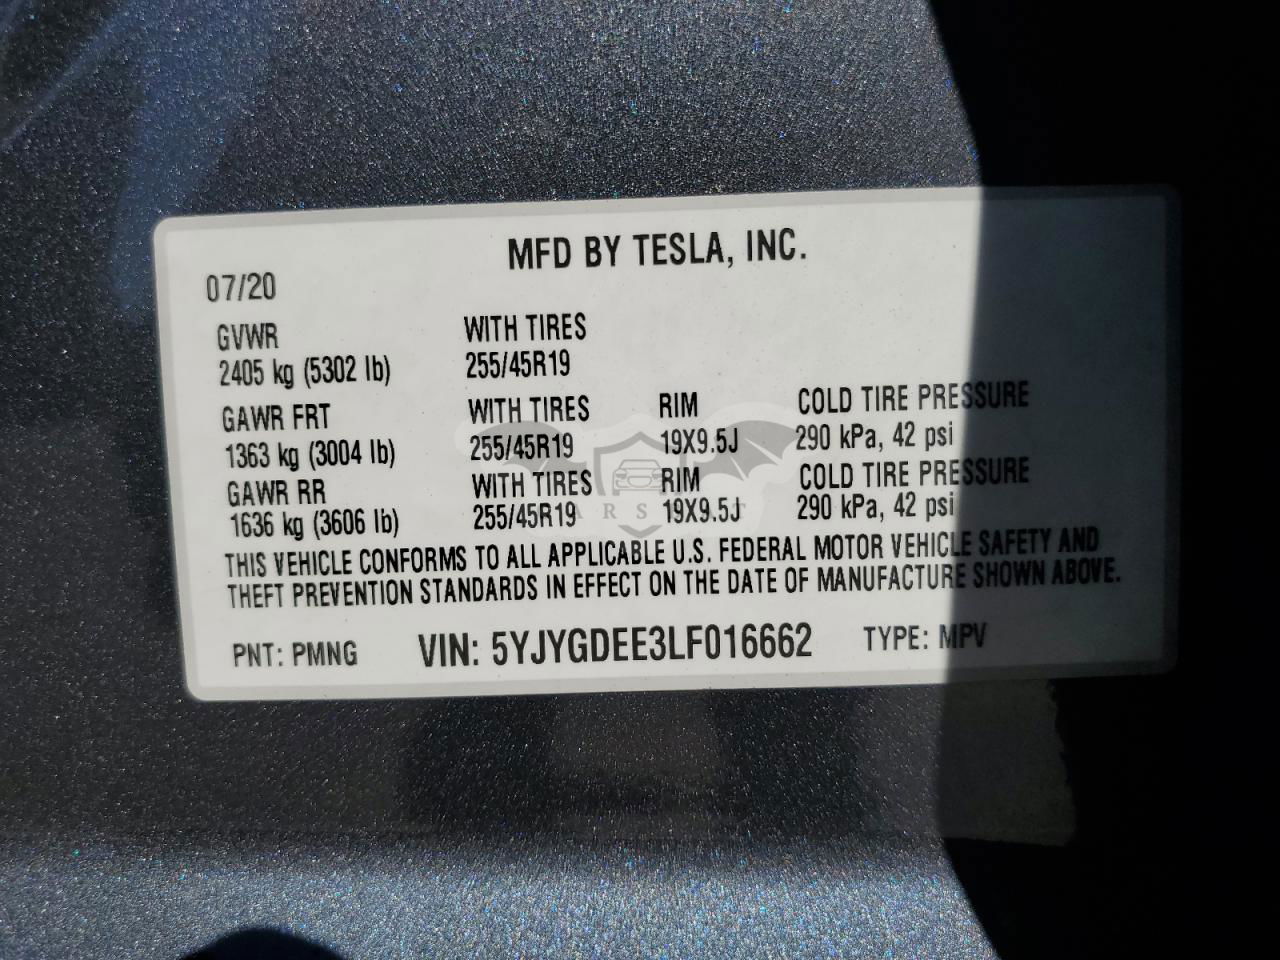 MFD BY TESLA, INC.
07/20
GVWR WITH TIRES
2405 kg (5302 lb) 255/45R19
GAWR FRT WITH TIRES RIM COLD TIRE PRESSURE
1363 kg (3004 lb) 255/45R19 19X9.5J 290 kPa, 42 psi
GAWR RR WITH TIRES RIM COLD TIRE PRESSURE
1636 kg (3606 lb) 255/45R19 19X9.5J 290 kPa, 42 psi
THIS VEHICLE CONFORMS TO ALL APPLICABLE U.S. FEDERAL MOTOR VEHICLE SAFETY AND
THEFT PREVENTION STANDARDS IN EFFECT ON THE DATE OF MANUFACTURE SHOWN ABOVE.
PNT: PMNG VIN: 5YJYGDEE3LF016662 TYPE: MPV